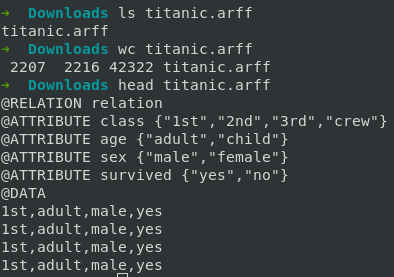 → Downloads ls titanic.arff
titanic.arff
→ Downloads wc titanic.arff
 2207  2216 42322 titanic.arff
→ Downloads head titanic.arff
@RELATION relation
@ATTRIBUTE class {"1st","2nd","3rd","crew"}
@ATTRIBUTE age {"adult","child"}
@ATTRIBUTE sex {"male","female"}
@ATTRIBUTE survived {"yes","no"}
@DATA
1st,adult,male,yes
1st,adult,male,yes
1st,adult,male,yes
1st,adult,male,yes